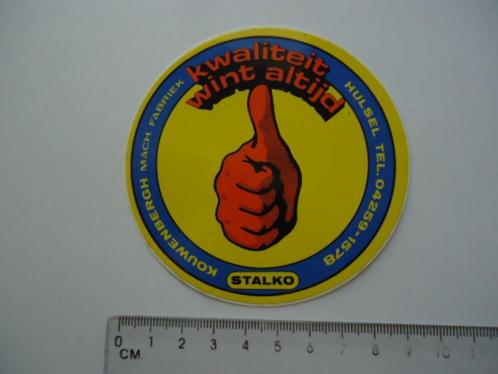 kwaliteit
wint altijd
KOUWENBERGH MACH. FABRIEK
HULSEL TEL. 04259-1578
STALKO
0 1 2 3 4 5 6 7 8 9 10 11
CM.